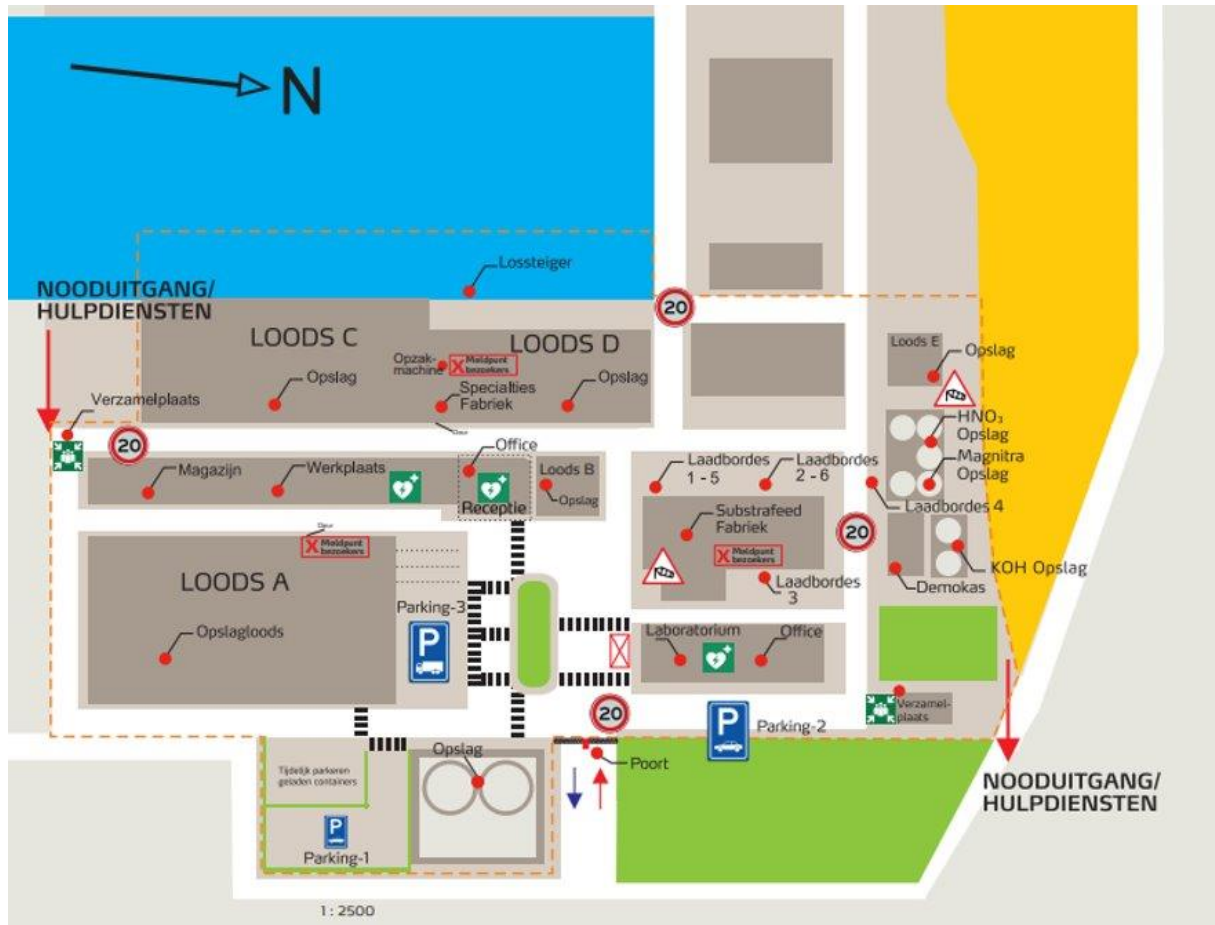 N
Lossteiger
20
NOODUITGANG/
HULPDIENSTEN
LOODS C
LOODS D
Loods E
Opslag
Opzak-
machine
X Meldpunt
bezoekers
Opslag
Specialties
Fabriek
Opslag
Verzamelplaats
HNO₃
Opslag
Magnitra
Opslag
Deur
20
Office
Magazijn
Werkplaats
Loods B
Opslag
Receptie
Laadbordes
1 - 5
Laadbordes
2 - 6
Laadbordes 4
Substrafeed
Fabriek
20
Deur
X Meldpunt
bezoekers
X Meldpunt
bezoekers
KOH Opslag
LOODS A
Laadbordes
3
Demokas
Parking-3
P
Opslagloods
Laboratorium
Office
20
P
Parking-2
Verzamel-
plaats
Opslag
Poort
Tijdelijk parkeren
geladen containers
NOODUITGANG/
HULPDIENSTEN
P
Parking-1
1 : 2500